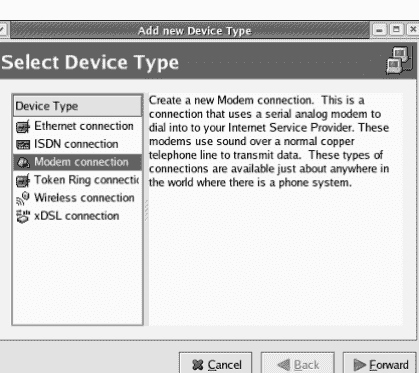 Add new Device Type
Select Device Type
Device Type
Ethernet connection
ISDN connection
Modem connection
Token Ring connectic
Wireless connection
xDSL connection
Create a new Modem connection. This is a
connection that uses a serial analog modem to
dial into to your Internet Service Provider. These
modems use sound over a normal copper
telephone line to transmit data. These types of
connections are available just about anywhere in
the world where there is a phone system.
Cancel
Back
Forward